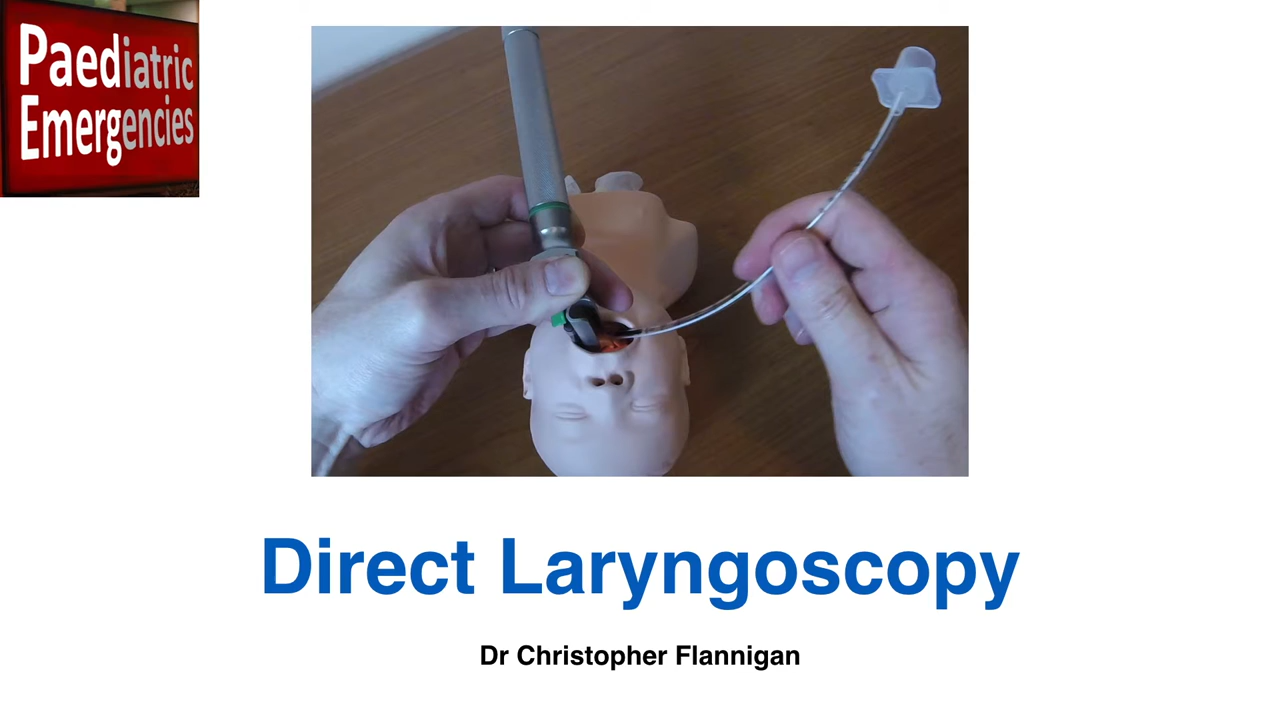 Paediatric
Emergencies
Direct Laryngoscopy
Dr Christopher Flannigan